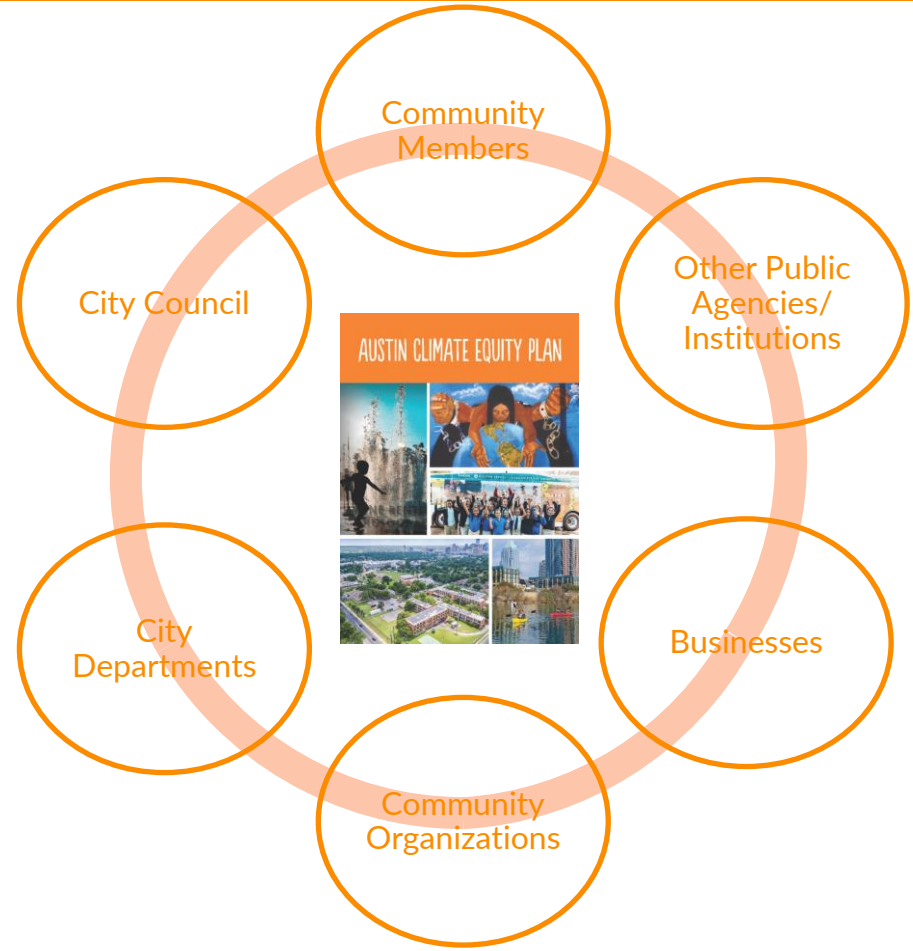 Community
Members
Other Public
Agencies/
Institutions
City Council
AUSTIN CLIMATE EQUITY PLAN
Businesses
City
Departments
Community
Organizations